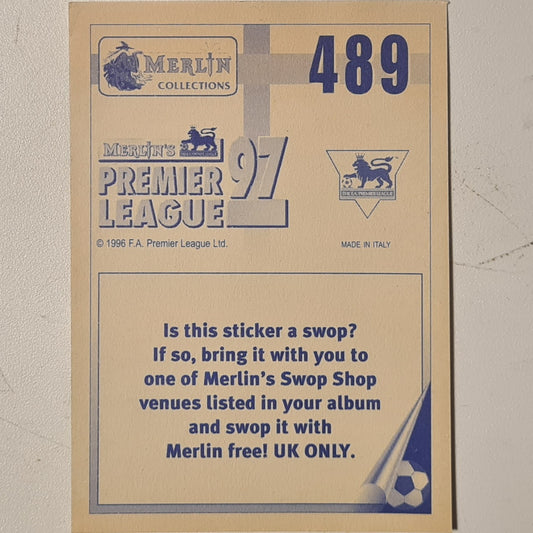 MERLIN
COLLECTIONS
489
MERLIN'S
PREMIER
LEAGUE
97
THE F.A. PREMIER LEAGUE
© 1996 F.A. Premier League Ltd.
MADE IN ITALY
Is this sticker a swop?
If so, bring it with you to
one of Merlin's Swop Shop
venues listed in your album
and swop it with
Merlin free! UK ONLY.